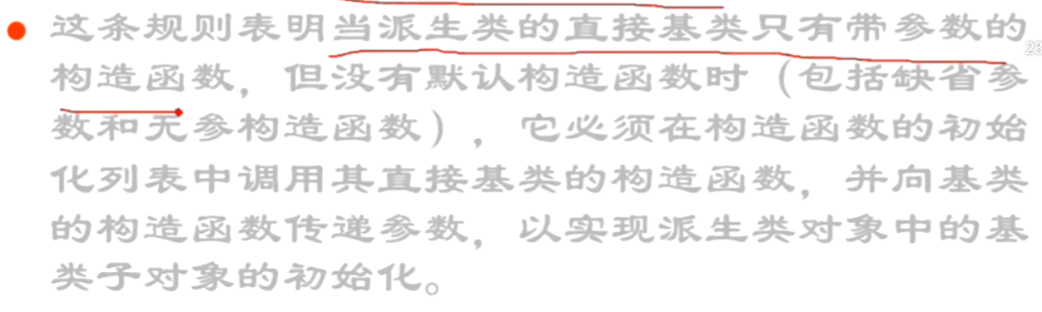 这条规则表明当派生类的直接基类只有带参数的
构造函数，但没有默认构造函数时（包括缺省参
数和无参构造函数），它必须在构造函数的初始
化列表中调用其直接基类的构造函数，并向基类
的构造函数传递参数，以实现派生类对象中的基
类子对象的初始化。